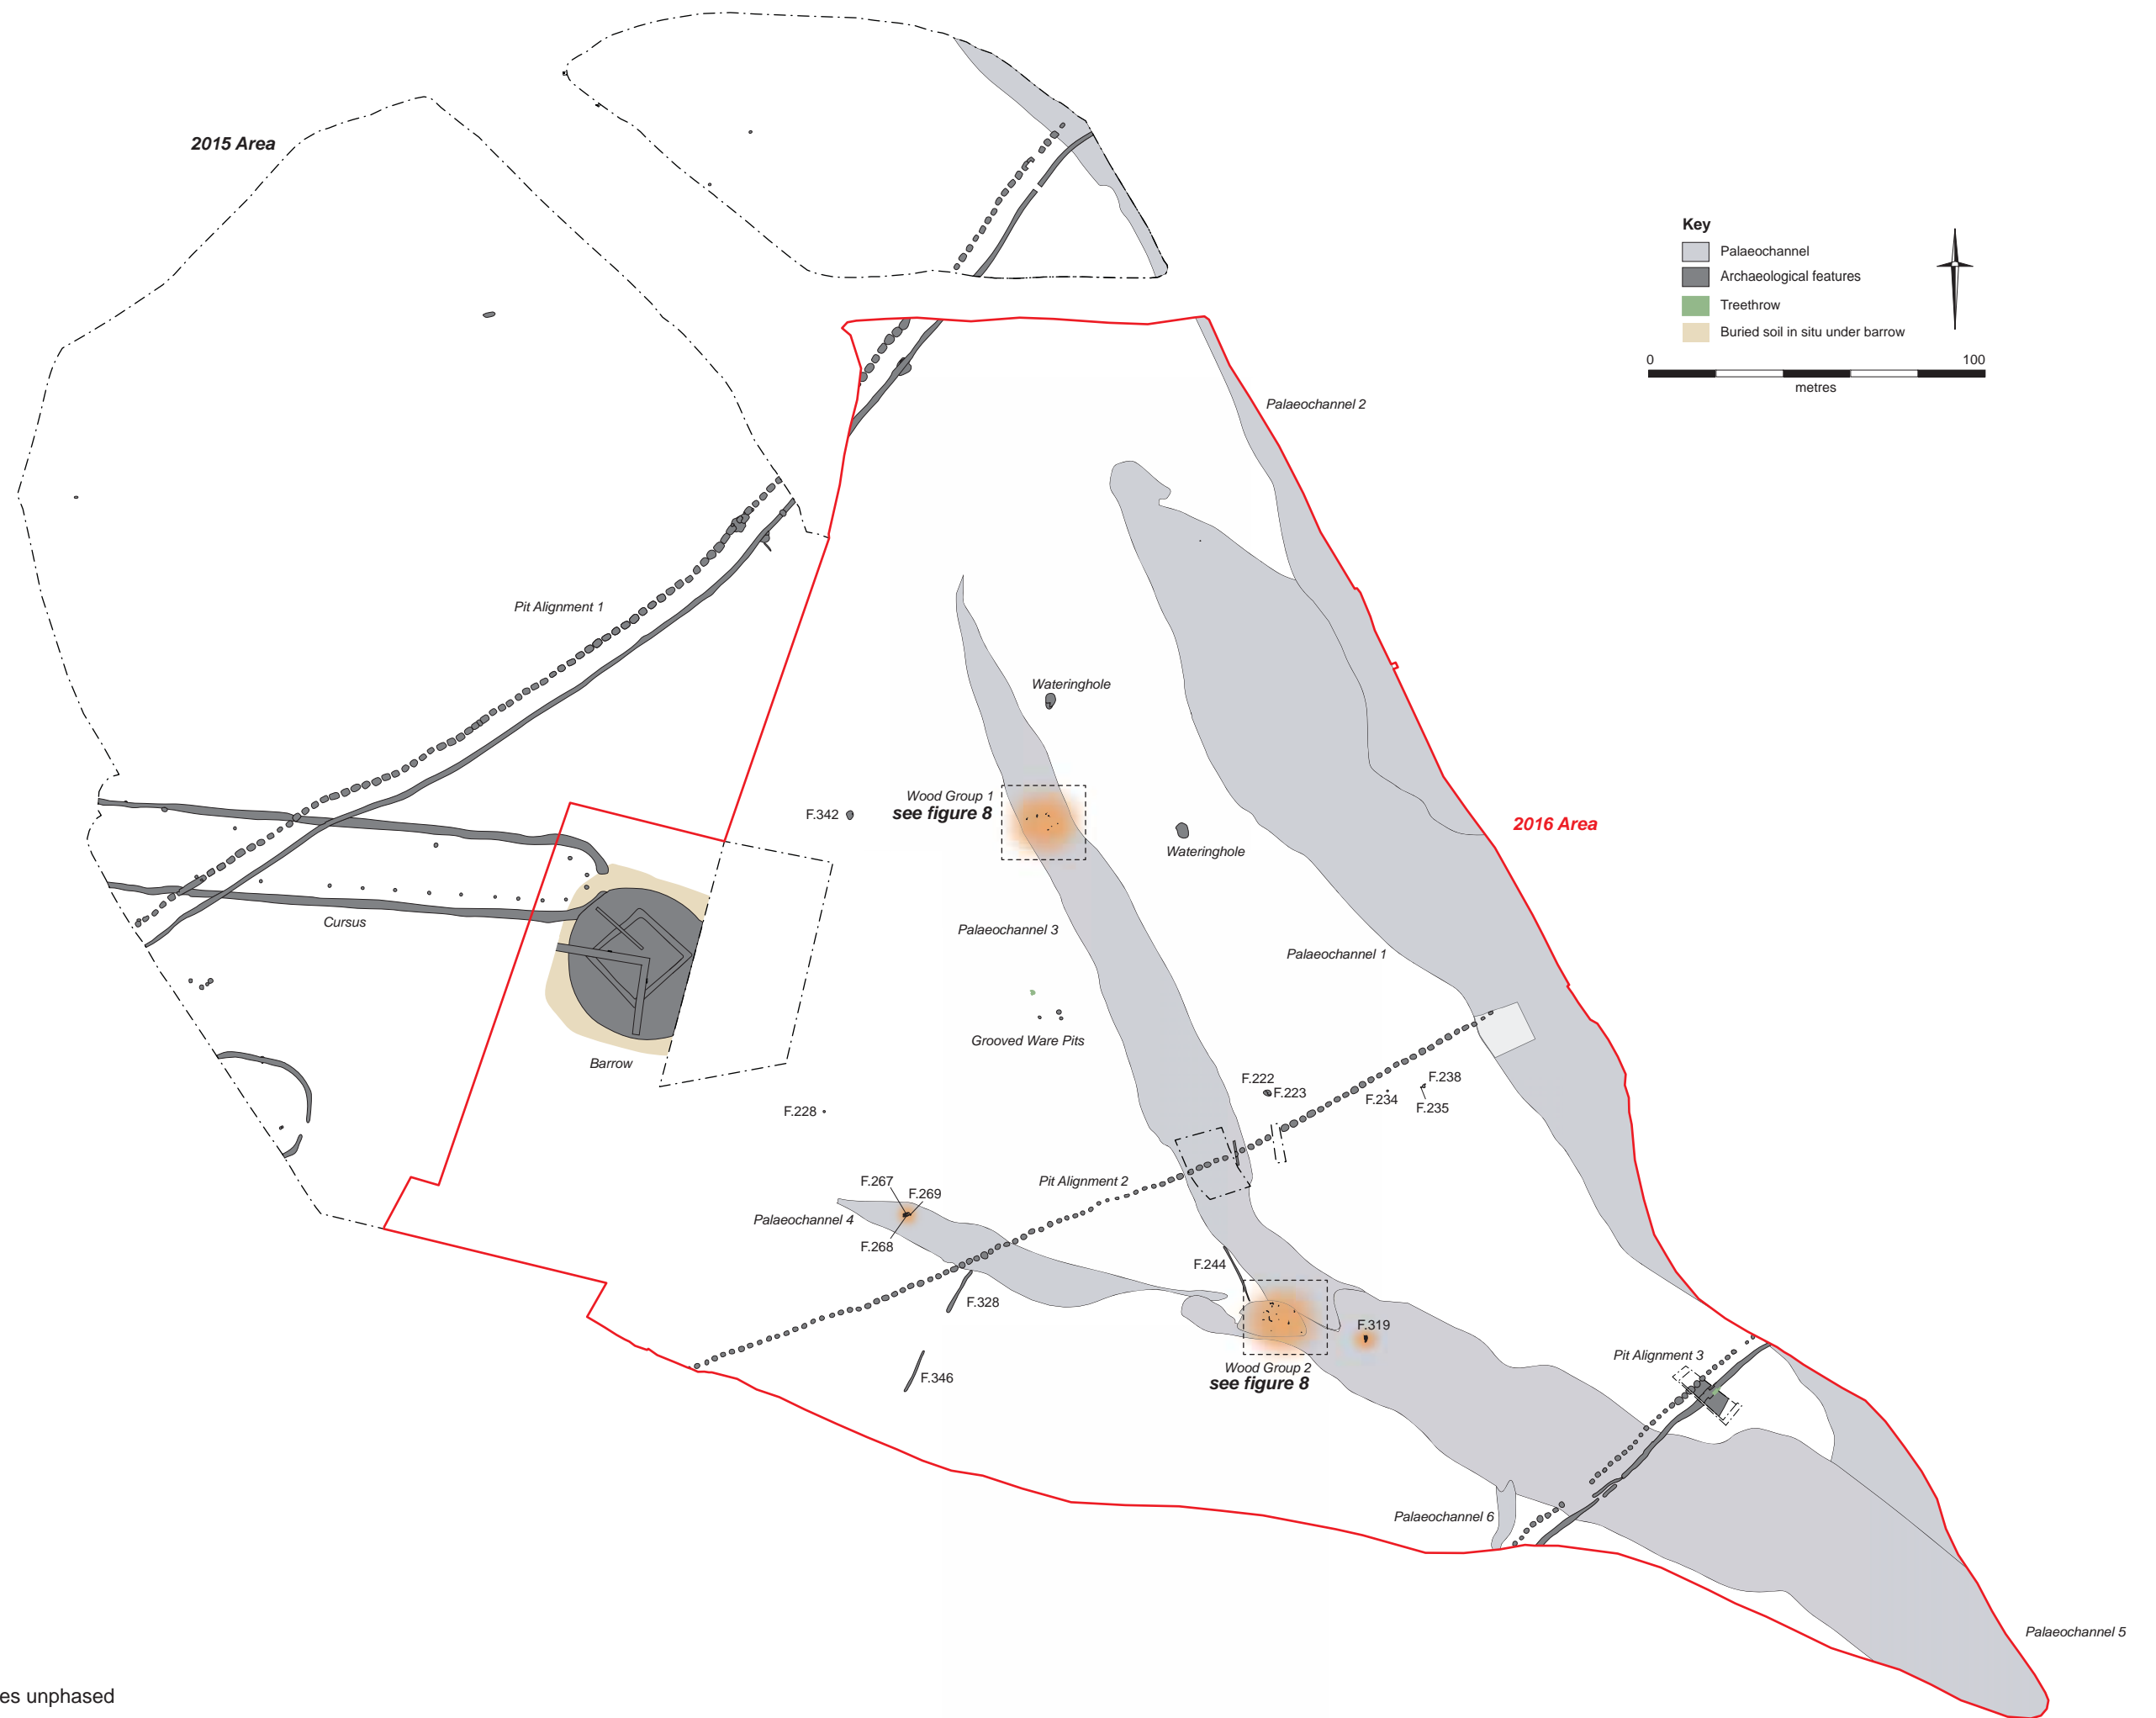 2015 Area
Key
Palaeochannel
Archaeological features
Treethrow
Buried soil in situ under barrow
0 100
metres
Palaeochannel 2
Pit Alignment 1
Wateringhole
Wood Group 1
see figure 8
F.342
2016 Area
Wateringhole
Cursus
Palaeochannel 3
Palaeochannel 1
Grooved Ware Pits
Barrow
F.222
F.223
F.238
F.234
F.235
F.228
Pit Alignment 2
F.267
F.269
Palaeochannel 4
F.268
F.244
F.328
F.319
Wood Group 2
see figure 8
Pit Alignment 3
F.346
Palaeochannel 6
Palaeochannel 5
es unphased